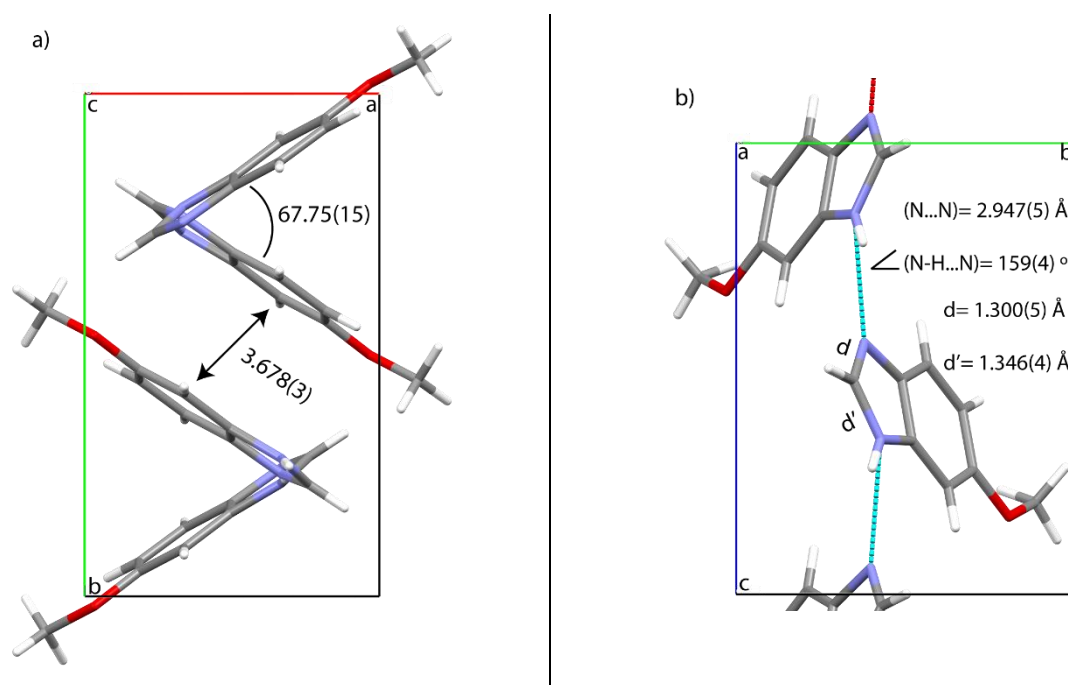 a)
c
a
67.75(15)
3.678(3)
b
b)
a
b
(N...N)= 2.947(5) Å
∠(N-H...N)= 159(4) º
d= 1.300(5) Å
d
d'= 1.346(4) Å
d'
c